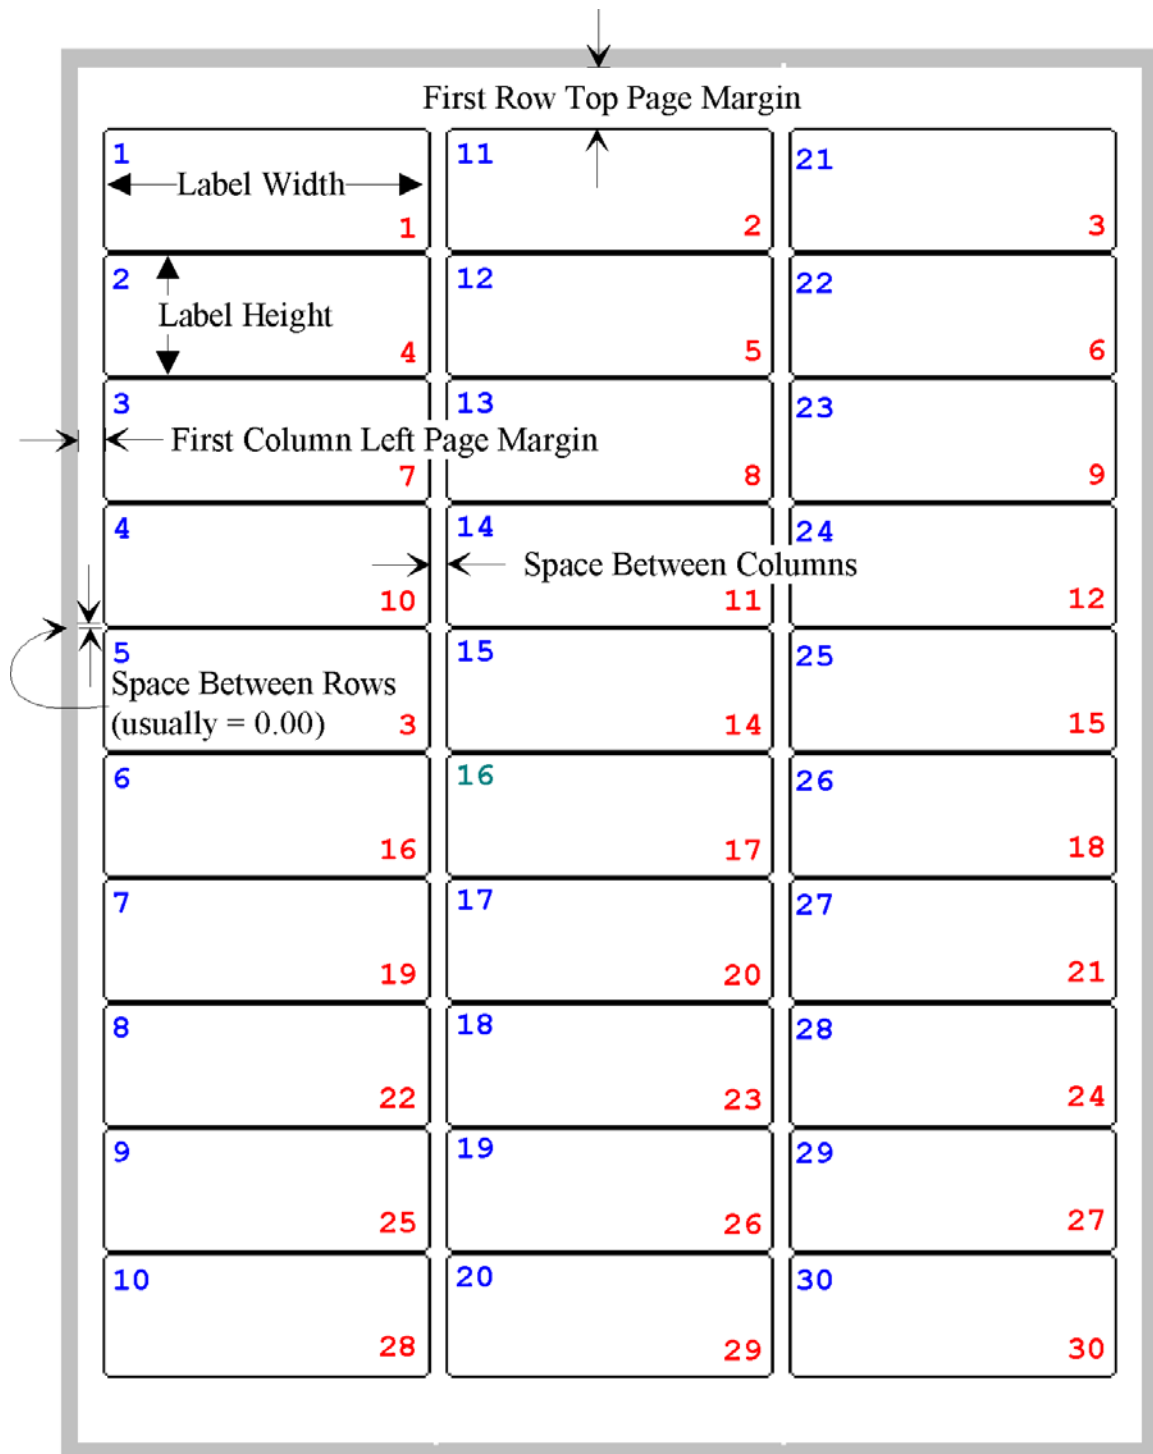 First Row Top Page Margin
1 11 21
Label Width
1 2 3
2 12 22
Label Height
4 5 6
3 13 23
First Column Left Page Margin
7 8 9
4 14 24
Space Between Columns
10 11 12
5 15 25
Space Between Rows
(usually = 0.00)
3 14 15
6 16 26
16 17 18
7 17 27
19 20 21
8 18 28
22 23 24
9 19 29
25 26 27
10 20 30
28 29 30